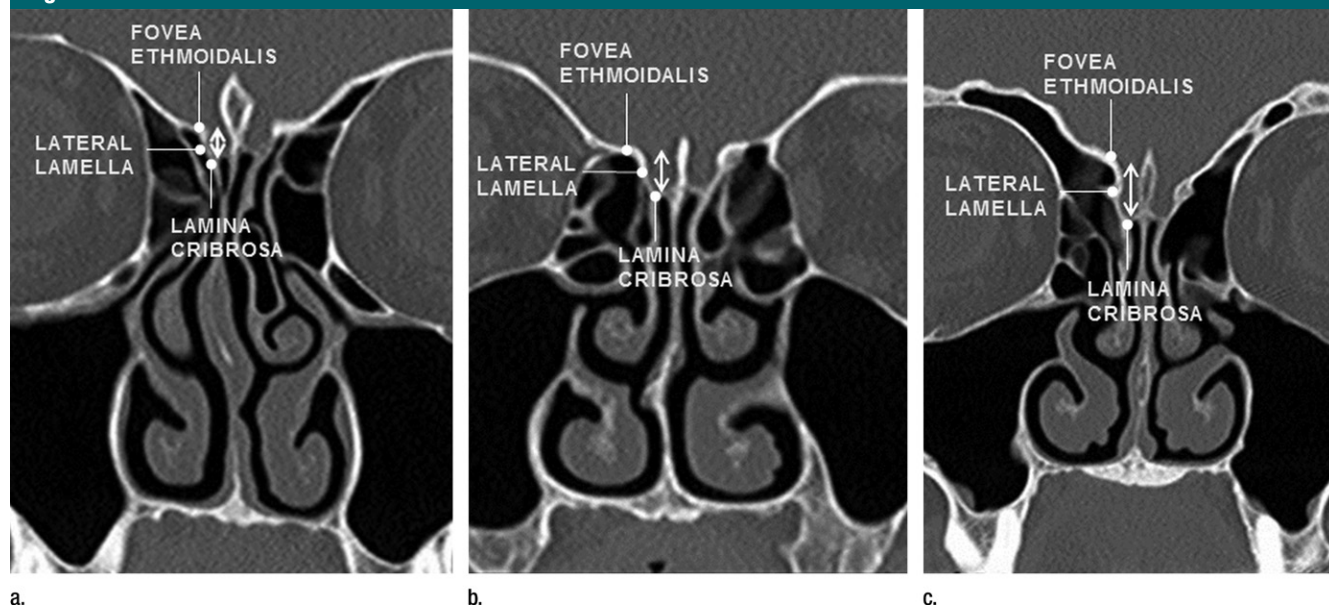 FOVEA
ETHMOIDALIS
LATERAL
LAMELLA
LAMINA
CRIBROSA
FOVEA
ETHMOIDALIS
LATERAL
LAMELLA
LAMINA
CRIBROSA
FOVEA
ETHMOIDALIS
LATERAL
LAMELLA
LAMINA
CRIBROSA
a.
b.
c.